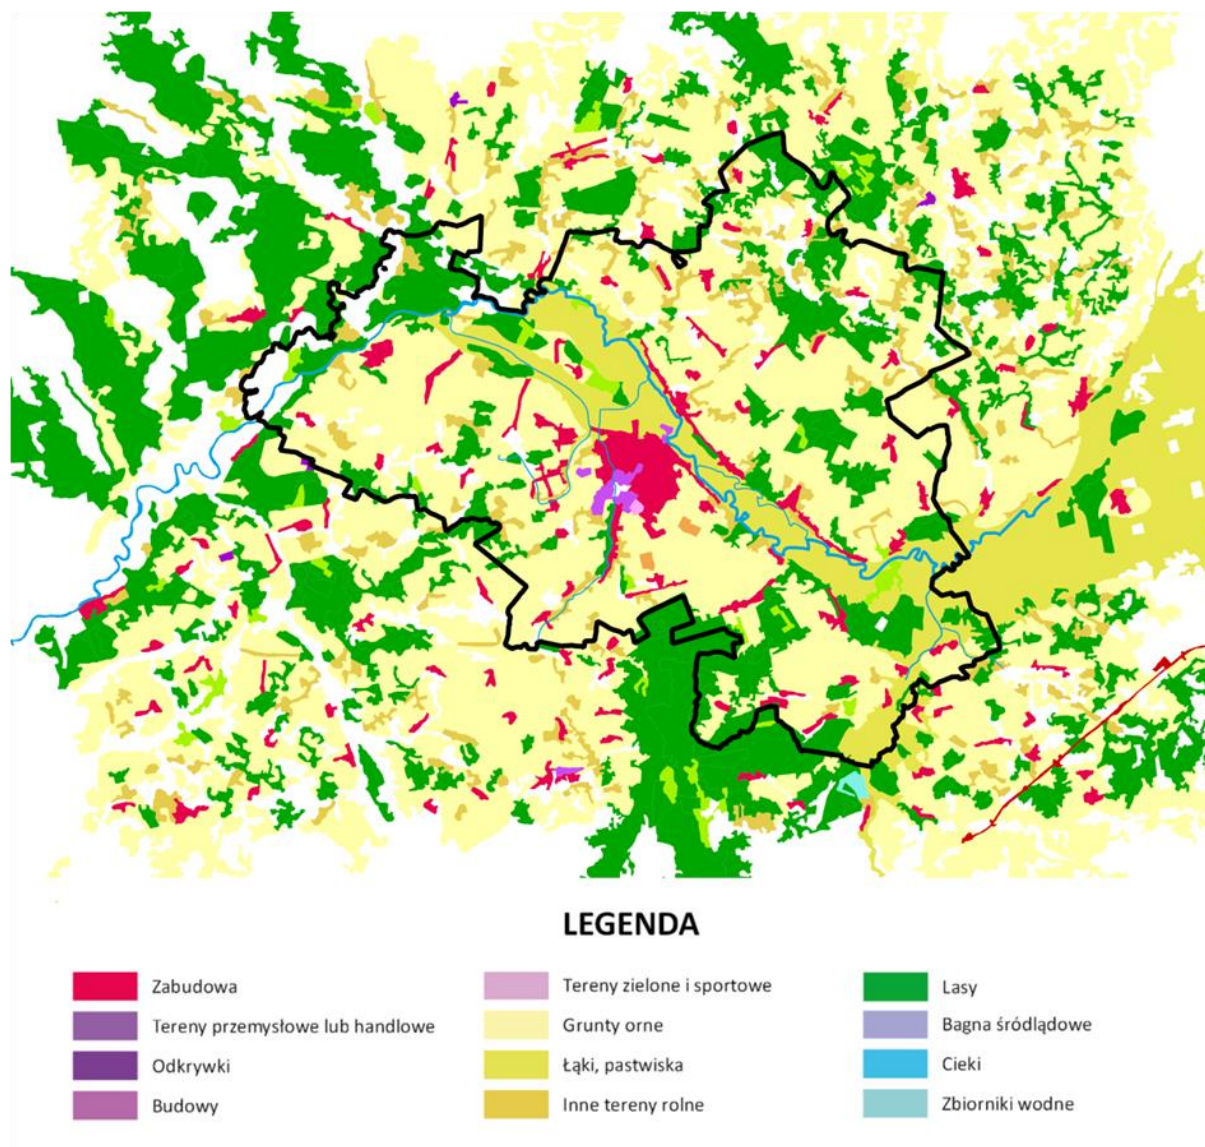 LEGENDA
Zabudowa
Tereny przemysłowe lub handlowe
Odkrywki
Budowy
Tereny zielone i sportowe
Grunty orne
Łąki, pastwiska
Inne tereny rolne
Lasy
Bagna śródlądowe
Cieki
Zbiorniki wodne